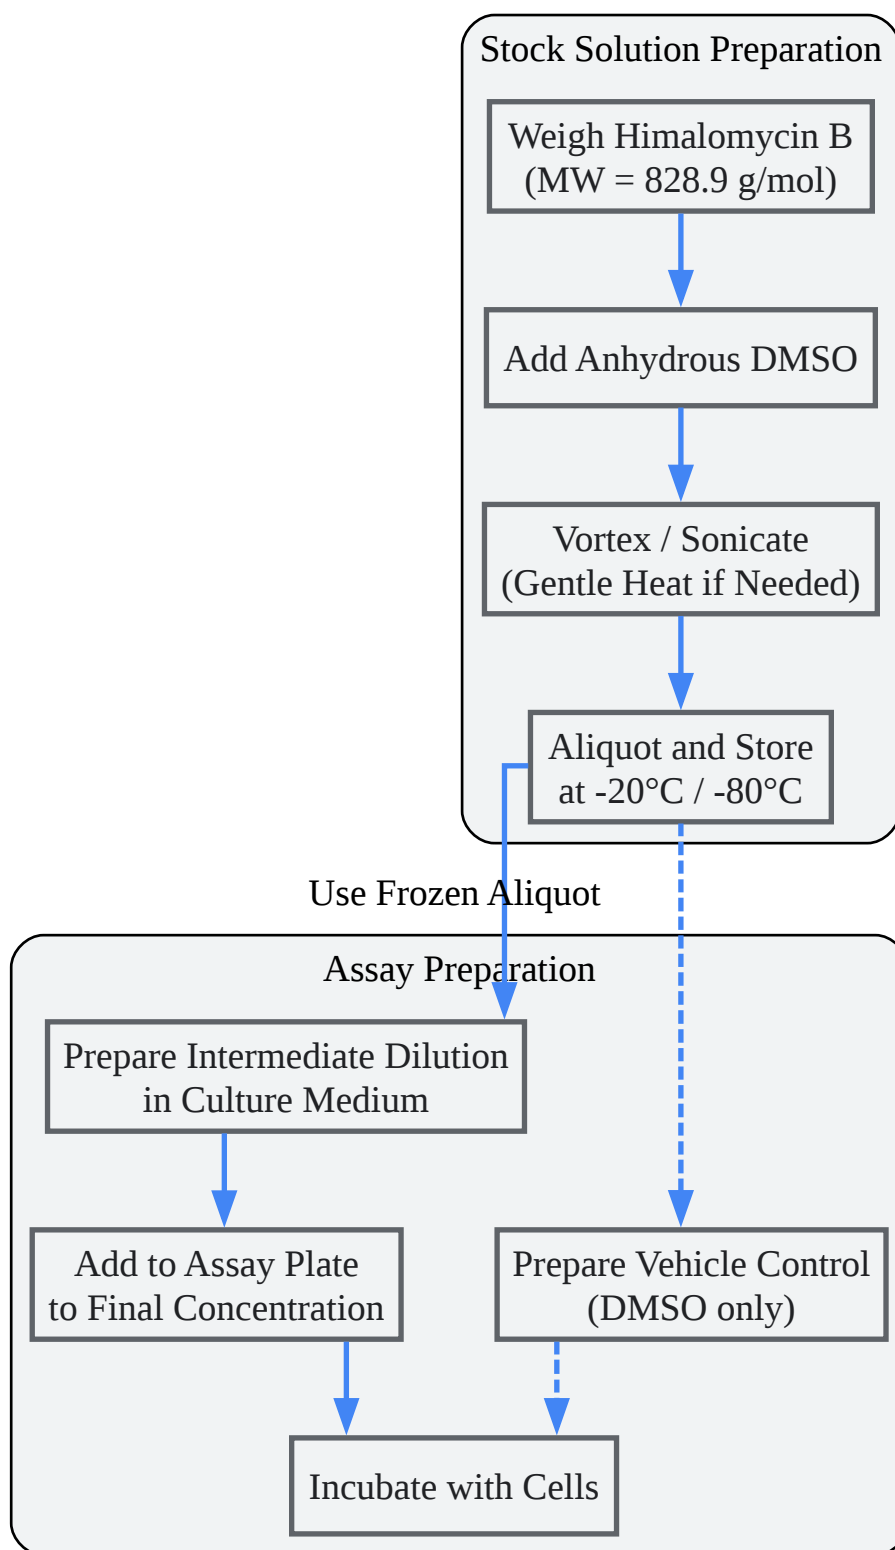 Stock Solution Preparation
Weigh Himalomycin B
(MW = 828.9 g/mol)
Add Anhydrous DMSO
Vortex / Sonicate
(Gentle Heat if Needed)
Aliquot and Store
at -20°C / -80°C
Use Frozen Aliquot
Assay Preparation
Prepare Intermediate Dilution
in Culture Medium
Add to Assay Plate
to Final Concentration
Prepare Vehicle Control
(DMSO only)
Incubate with Cells